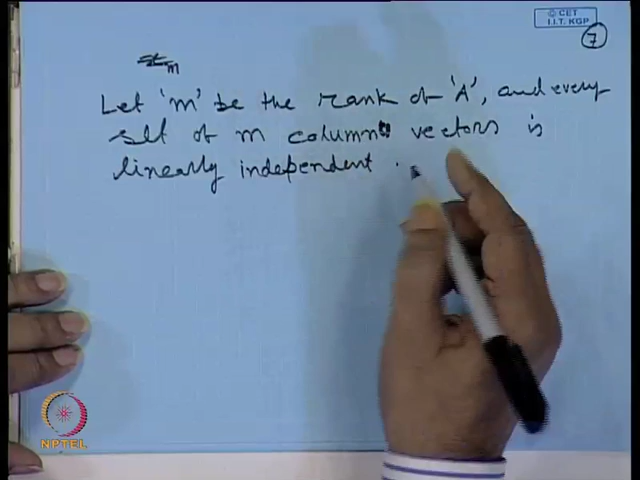 © CET
I.I.T. KGP
7
Let 'm' be the rank of 'A', and every
set of m column vectors is
linearly independent.
NPTEL